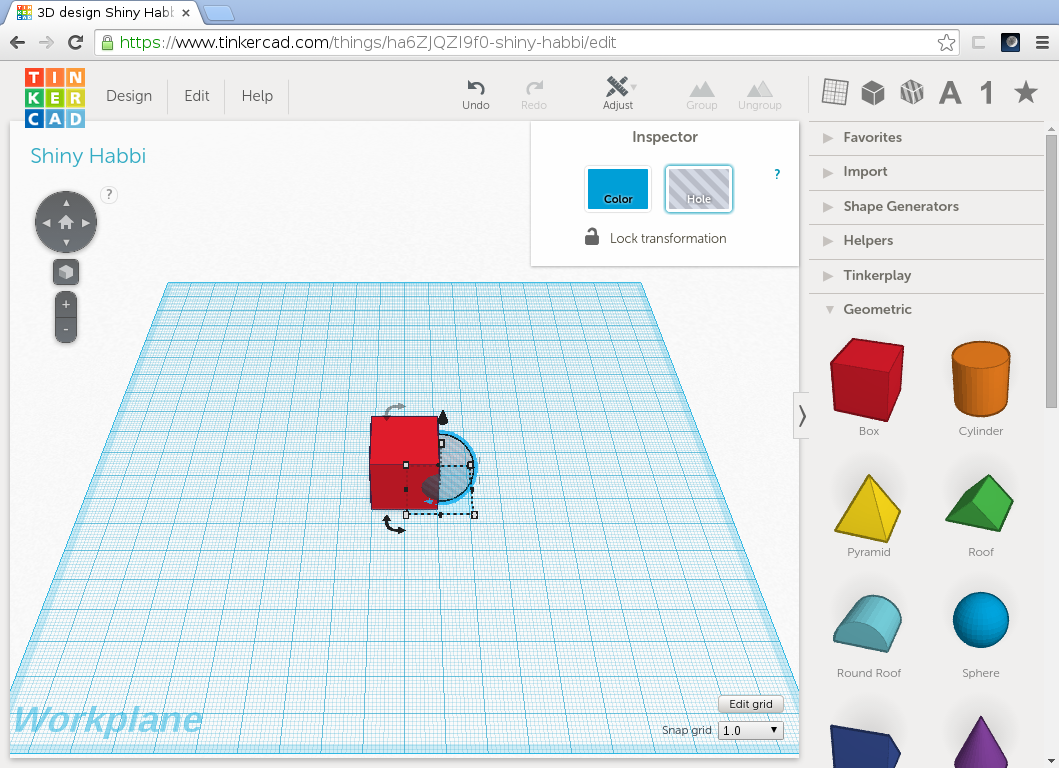 3D design Shiny Habb
https://www.tinkercad.com/things/ha6ZJQZI9f0-shiny-habbi/edit
TIN
KER
CAD
Design
Edit
Help
Undo
Redo
Adjust
Group
Ungroup
A
1
Shiny Habbi
?
+
-
Inspector
Color
Hole
?
Lock transformation
Workplane
Edit grid
Snap grid 1.0
Favorites
Import
Shape Generators
Helpers
Tinkerplay
Geometric
Box
Cylinder
Pyramid
Roof
Round Roof
Sphere